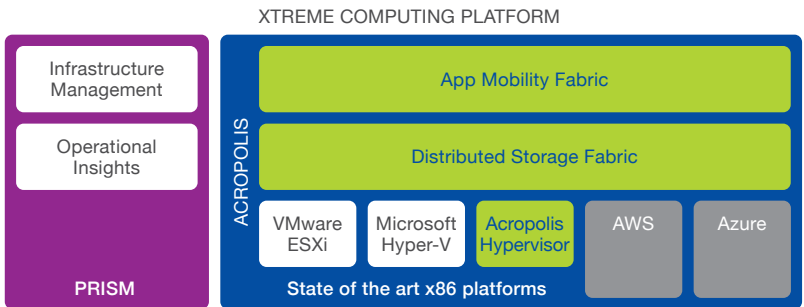 XTREME COMPUTING PLATFORM
Infrastructure
Management
Operational
Insights
PRISM
ACROPOLIS
App Mobility Fabric
Distributed Storage Fabric
VMware
ESXi
Microsoft
Hyper-V
Acropolis
Hypervisor
AWS
Azure
State of the art x86 platforms